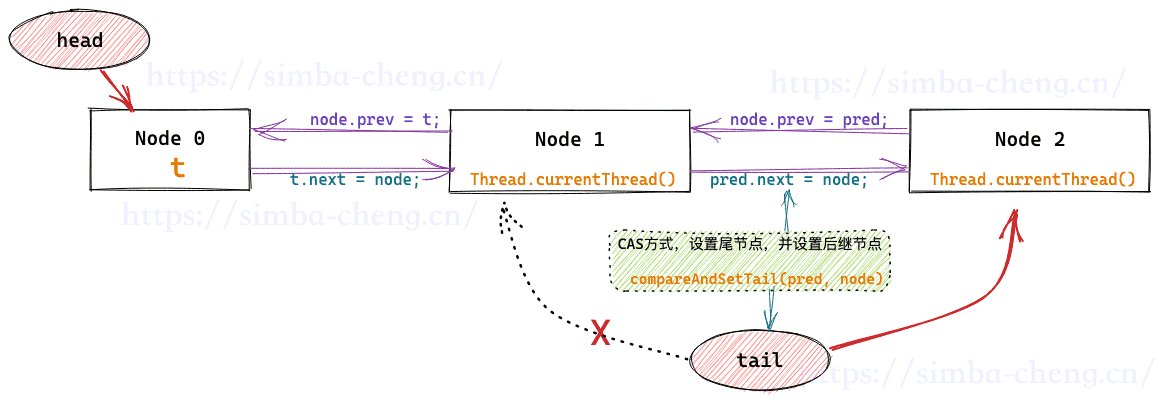 head
https://simba-cheng.cn/
https://simba-cheng.cn/
Node 0
t
node.prev = t;
t.next = node;
Node 1
Thread.currentThread()
node.prev = pred;
pred.next = node;
Node 2
Thread.currentThread()
https://simba-cheng.cn/
CAS方式，设置尾节点，并设置后继节点
compareAndSetTail(pred, node)
X
tail
https://simba-cheng.cn/